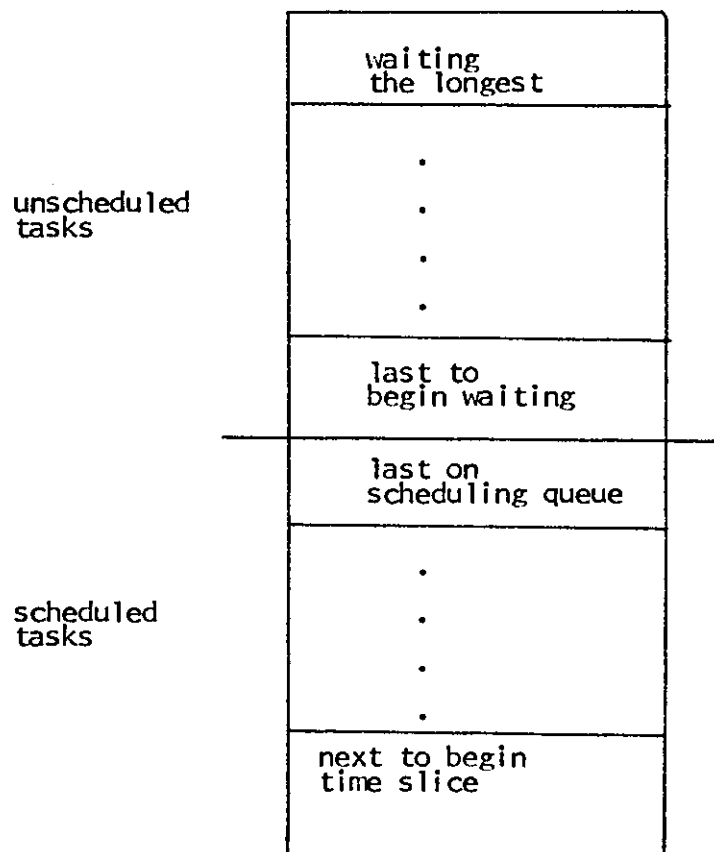 waiting
the longest
unscheduled
tasks
last to
begin waiting
last on
scheduling queue
scheduled
tasks
next to begin
time slice